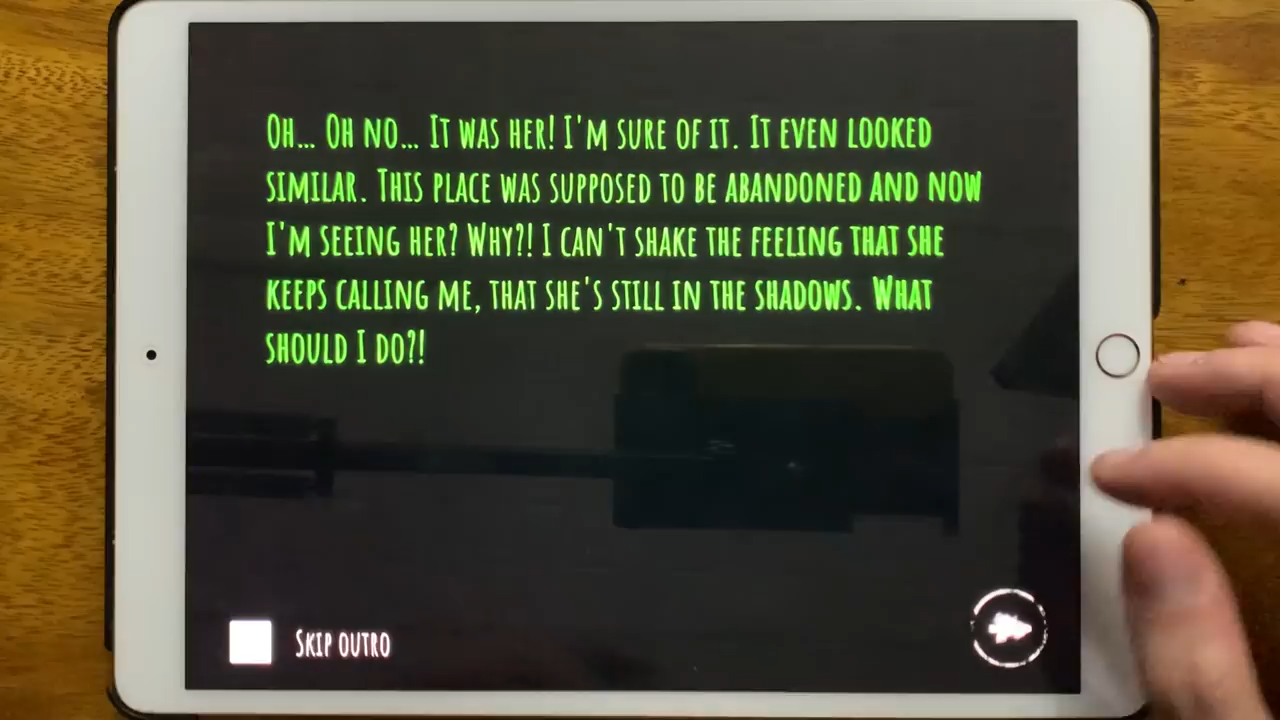 Oh... Oh no... It was her! I'm sure of it. It even looked
similar. This place was supposed to be abandoned and now
I'm seeing her? Why?! I can't shake the feeling that she
keeps calling me, that she's still in the shadows. What
should I do?!
Skip outro